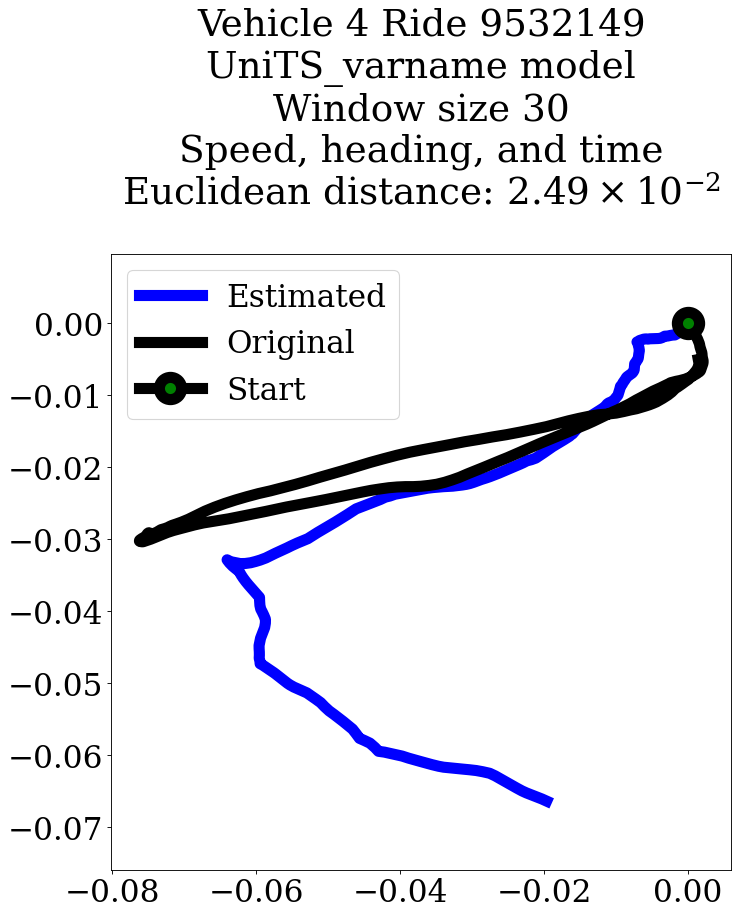 Vehicle 4 Ride 9532149
UniTS_varname model
Window size 30
Speed, heading, and time
Euclidean distance: 2.49 × 10⁻²
Estimated
Original
Start
0.00
−0.01
−0.02
−0.03
−0.04
−0.05
−0.06
−0.07
−0.08 −0.06 −0.04 −0.02 0.00